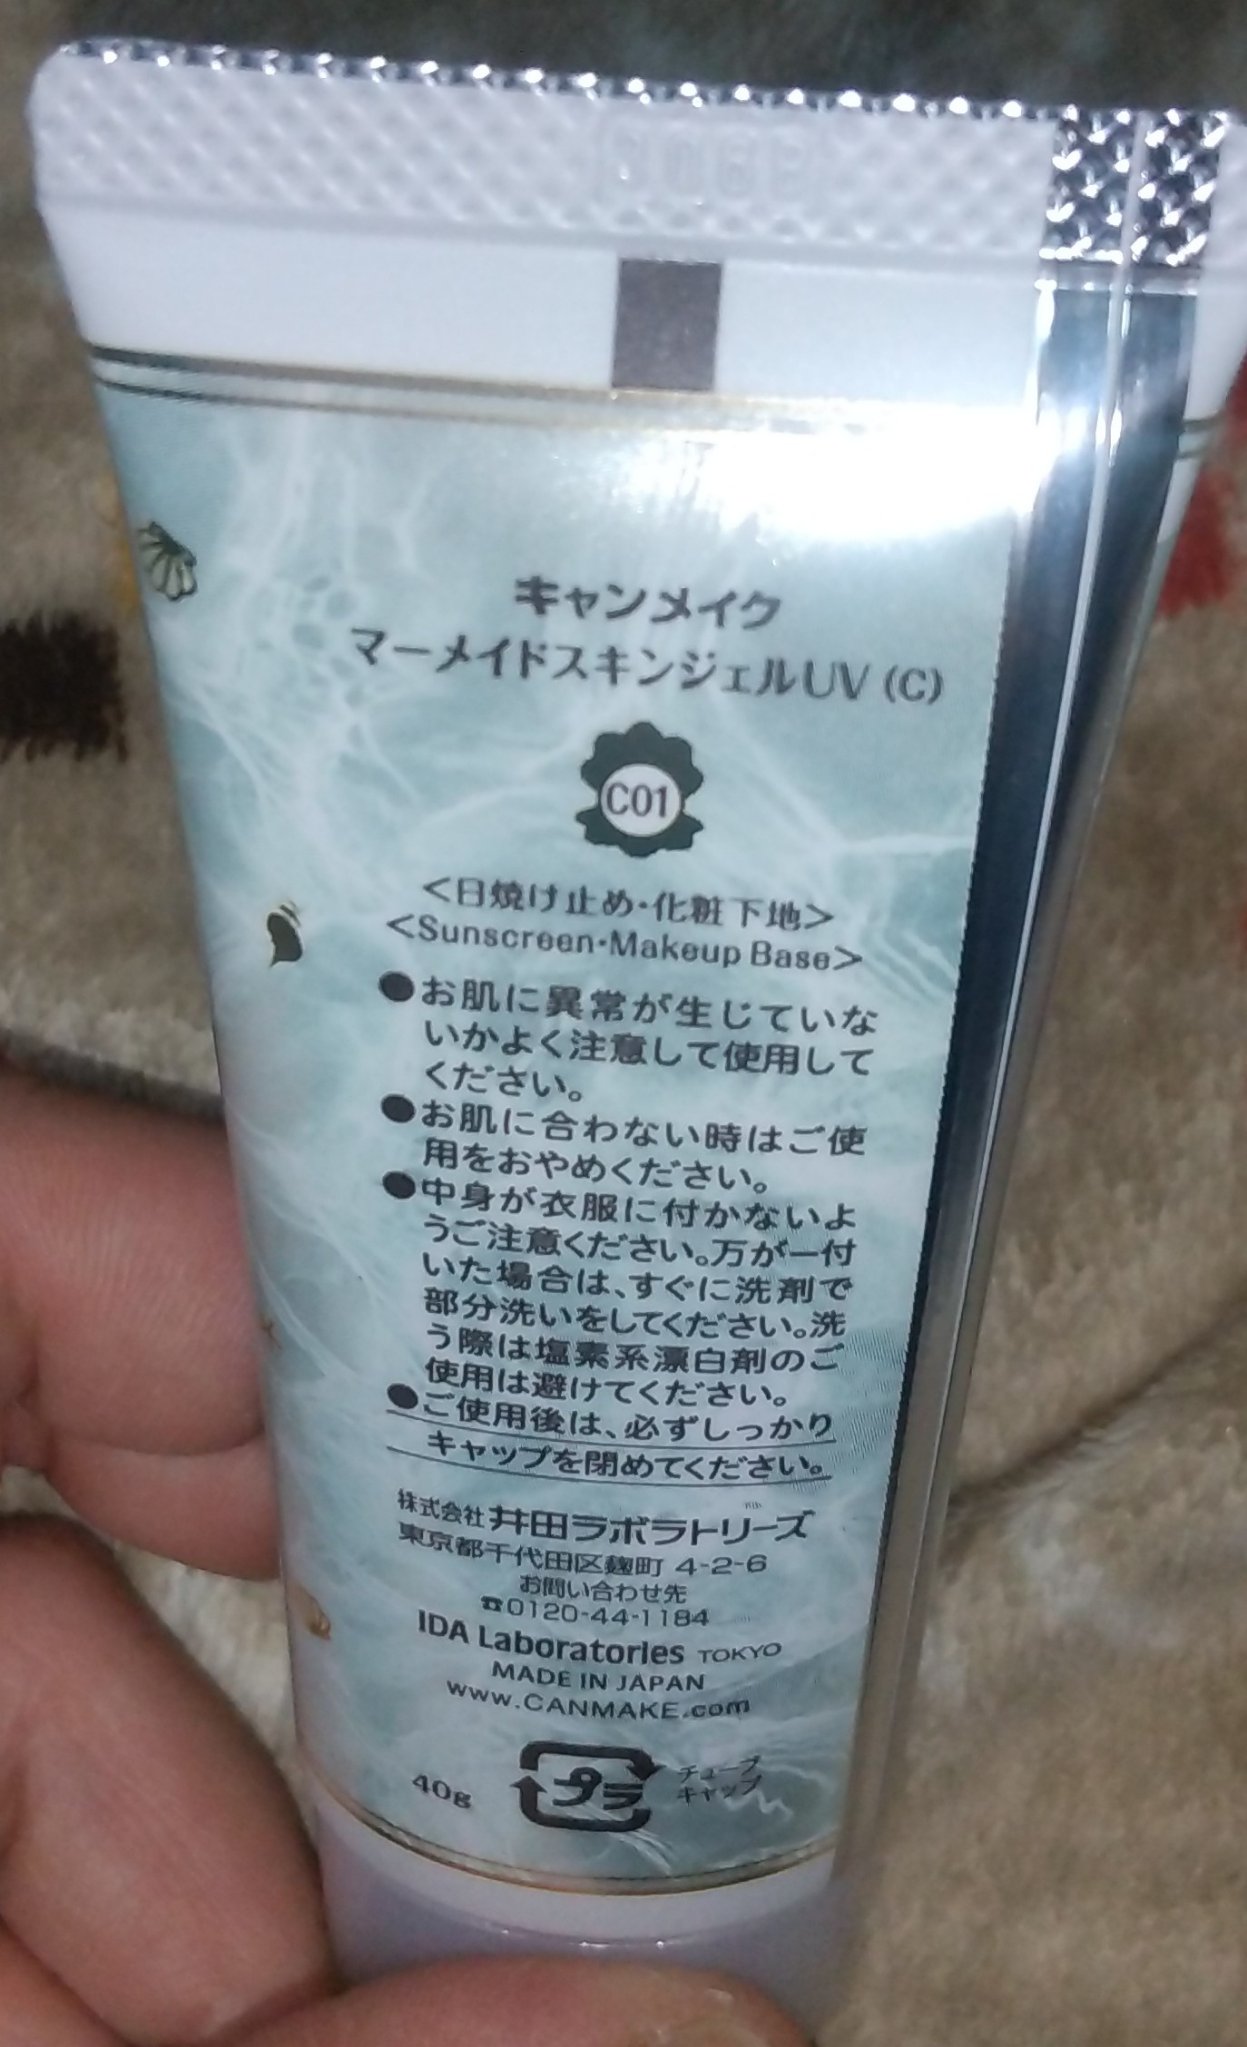 キャンメイク
マーメイドスキンジェルUV (C)
C01
<日焼け止め・化粧下地>
<Sunscreen・Makeup Base>
●お肌に異常が生じていな
いかよく注意して使用して
ください。
●お肌に合わない時はご使
用をおやめください。
●中身が衣服に付かないよ
うご注意ください。万が一付
いた場合は、すぐに洗剤で
部分洗いをしてください。洗
う際は塩素系漂白剤のご
使用は避けてください。
●ご使用後は、必ずしっかり
キャップを閉めてください。
株式会社 井田ラボラトリーズ
東京都千代田区麹町 4-2-6
お問い合わせ先
☎0120-44-1184
IDA Laboratories TOKYO
MADE IN JAPAN
www.CANMAKE.com
40g
プラ
チューブ
キャップ